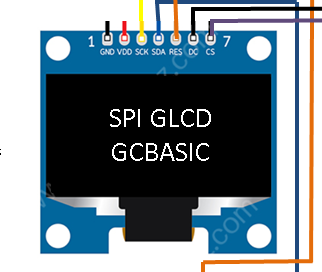 1 GND VDD SCK SDA RES DC CS 7
SPI GLCD
GCBASIC